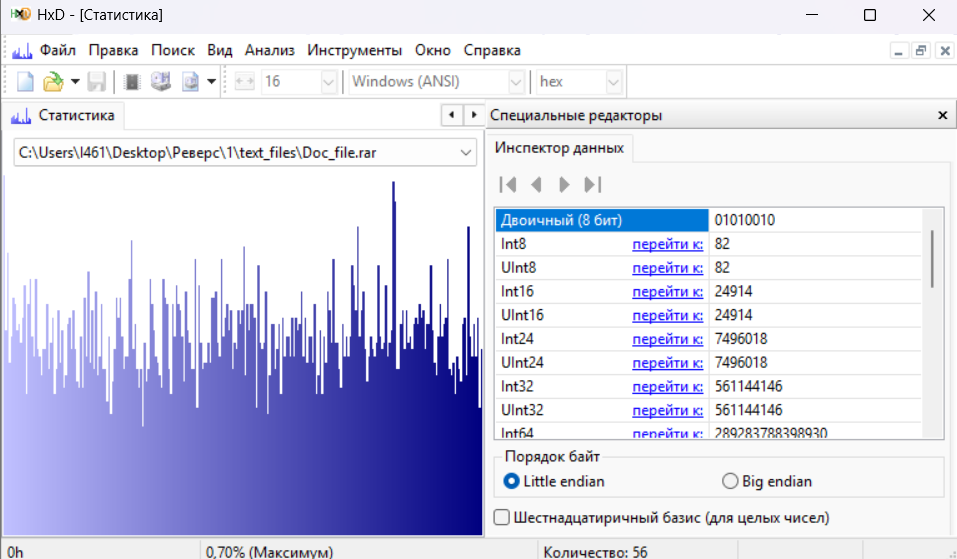 HxD - [Статистика]
Файл Правка Поиск Вид Анализ Инструменты Окно Справка
16 Windows (ANSI) hex
Статистика
C:\Users\I461\Desktop\Реверс\1\text_files\Doc_file.rar
Специальные редакторы
Инспектор данных
Двоичный (8 бит) 01010010
Int8 перейти к: 82
UInt8 перейти к: 82
Int16 перейти к: 24914
UInt16 перейти к: 24914
Int24 перейти к: 7496018
UInt24 перейти к: 7496018
Int32 перейти к: 561144146
UInt32 перейти к: 561144146
Int64 перейти к: 289283788398930
Порядок байт
Little endian Big endian
Шестнадцатиричный базис (для целых чисел)
0h 0,70% (Максимум) Количество: 56